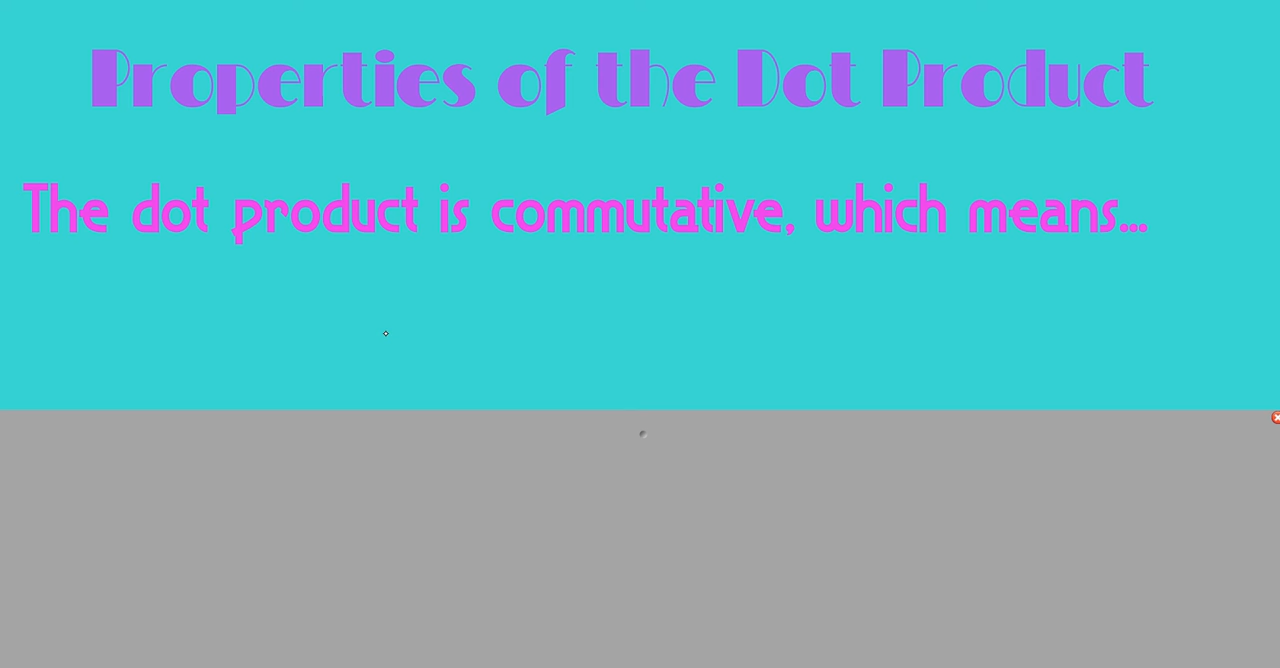 Properties of the Dot Product
The dot product is commutative, which means...